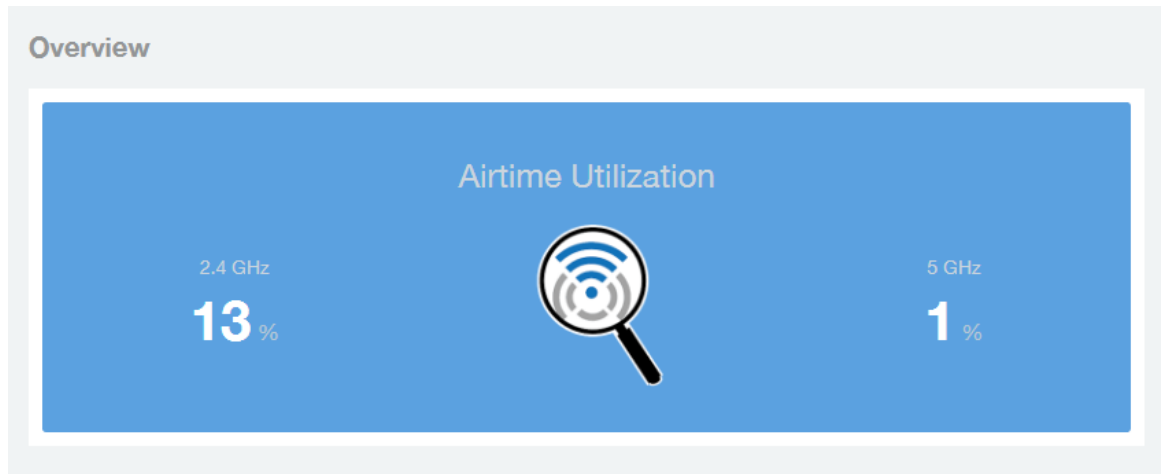 Overview
Airtime Utilization
2.4 GHz
13 %
5 GHz
1 %